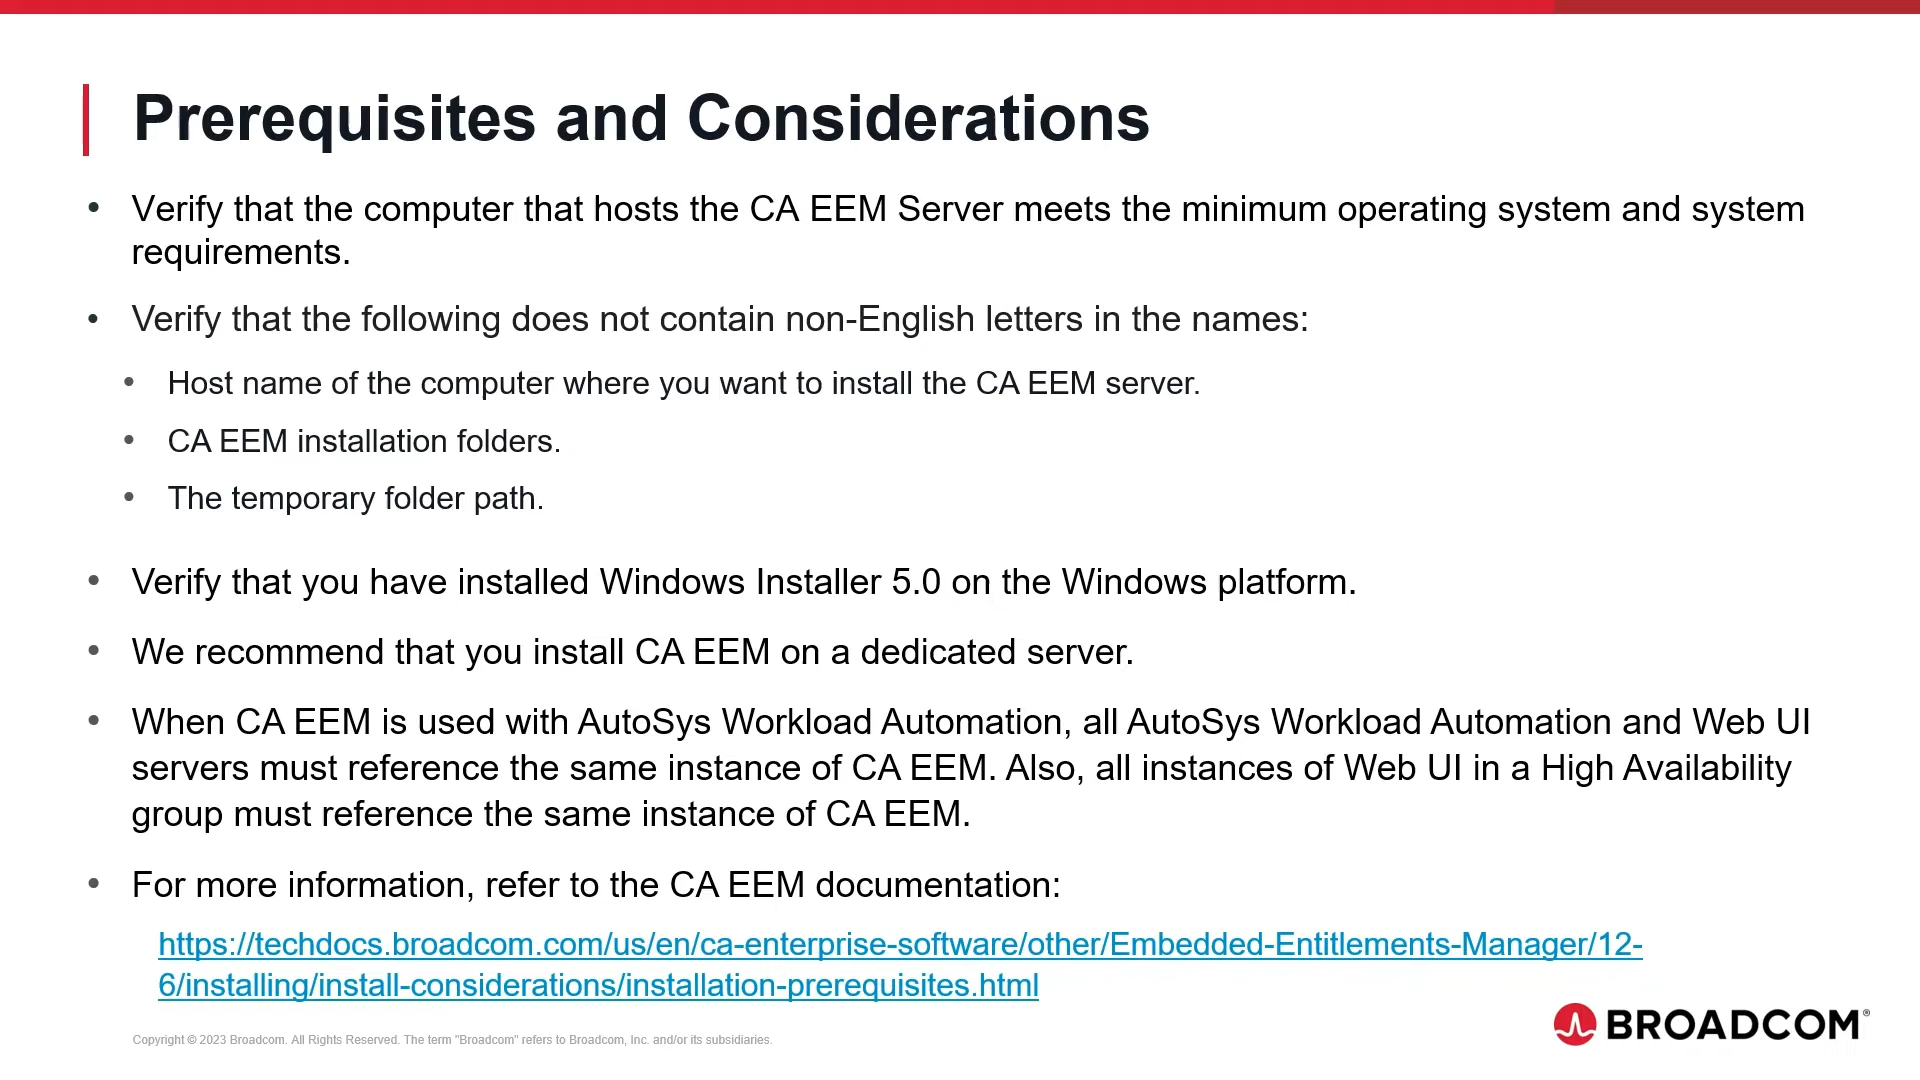 Prerequisites and Considerations
• Verify that the computer that hosts the CA EEM Server meets the minimum operating system and system
requirements.
• Verify that the following does not contain non-English letters in the names:
• Host name of the computer where you want to install the CA EEM server.
• CA EEM installation folders.
• The temporary folder path.
• Verify that you have installed Windows Installer 5.0 on the Windows platform.
• We recommend that you install CA EEM on a dedicated server.
• When CA EEM is used with AutoSys Workload Automation, all AutoSys Workload Automation and Web UI
servers must reference the same instance of CA EEM. Also, all instances of Web UI in a High Availability
group must reference the same instance of CA EEM.
• For more information, refer to the CA EEM documentation:
https://techdocs.broadcom.com/us/en/ca-enterprise-software/other/Embedded-Entitlements-Manager/12-
6/installing/install-considerations/installation-prerequisites.html
Copyright © 2023 Broadcom. All Rights Reserved. The term "Broadcom" refers to Broadcom, Inc. and/or its subsidiaries.
BROADCOM®